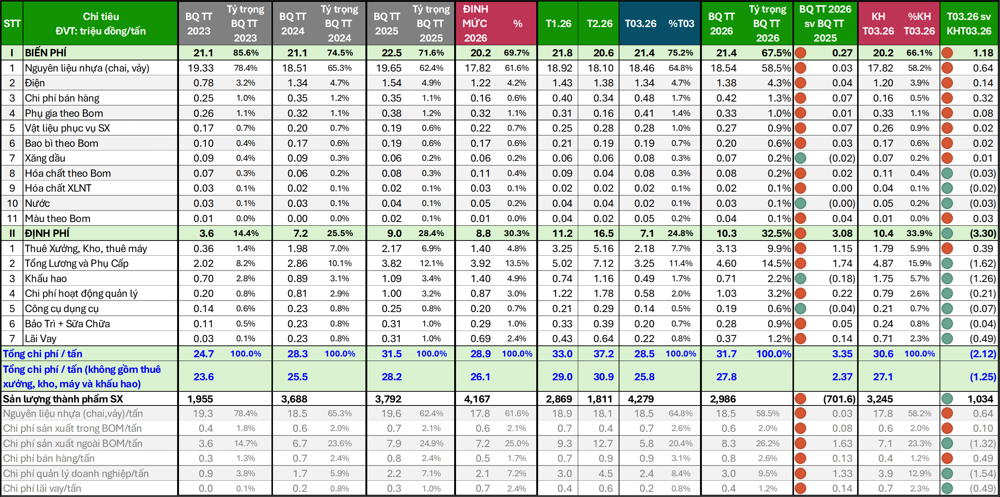 STT Chỉ tiêu ĐVT: triệu đồng/tấn BQ TT 2023 Tỷ trọng BQ TT 2023 BQ TT 2024 Tỷ trọng BQ TT 2024 BQ TT 2025 Tỷ trọng BQ TT 2025 ĐINH MỨC 2026 % T1.26 T2.26 T03.26 %T03 BQ TT 2026 Tỷ trọng BQ TT 2026 BQ TT 2026 sv BQ TT 2025 KH T03.26 %KH T03.26 T03.26 sv KHT03.26
I BIẾN PHÍ 21.1 85.6% 21.1 74.5% 22.5 71.6% 20.2 69.7% 21.8 20.6 21.4 75.2% 21.4 67.5% 0.27 20.2 66.1% 1.18
1 Nguyên liệu nhựa (chai, vảy) 19.33 78.4% 18.51 65.3% 19.65 62.4% 17.82 61.6% 18.92 18.10 18.46 64.8% 18.54 58.5% 0.03 17.82 58.2% 0.64
2 Điện 0.78 3.2% 1.34 4.7% 1.54 4.9% 1.22 4.2% 1.43 1.38 1.34 4.7% 1.38 4.3% 0.04 1.20 3.9% 0.14
3 Chi phí bán hàng 0.25 1.0% 0.35 1.2% 0.35 1.1% 0.16 0.6% 0.40 0.34 0.48 1.7% 0.42 1.3% 0.07 0.16 0.5% 0.32
4 Phụ gia theo Bom 0.26 1.1% 0.32 1.1% 0.38 1.2% 0.32 1.1% 0.31 0.16 0.41 1.4% 0.33 1.0% 0.01 0.33 1.1% 0.08
5 Vật liệu phục vụ SX 0.17 0.7% 0.20 0.7% 0.19 0.6% 0.22 0.7% 0.25 0.28 0.28 1.0% 0.27 0.9% 0.07 0.26 0.9% 0.02
6 Bao bì theo Bom 0.10 0.4% 0.17 0.6% 0.19 0.6% 0.17 0.6% 0.21 0.19 0.19 0.7% 0.20 0.6% 0.03 0.17 0.6% 0.02
7 Xăng dầu 0.09 0.4% 0.09 0.3% 0.06 0.2% 0.06 0.2% 0.06 0.06 0.08 0.3% 0.07 0.2% (0.02) 0.07 0.2% 0.01
8 Hóa chất theo Bom 0.07 0.3% 0.06 0.2% 0.08 0.3% 0.11 0.4% 0.09 0.04 0.08 0.3% 0.08 0.2% 0.02 0.11 0.4% (0.03)
9 Hóa chất XLNT 0.03 0.1% 0.02 0.1% 0.02 0.1% 0.03 0.1% 0.02 0.02 0.02 0.1% 0.02 0.1% 0.00 0.04 0.1% (0.02)
10 Nước 0.03 0.1% 0.03 0.1% 0.04 0.1% 0.05 0.2% 0.04 0.04 0.02 0.1% 0.03 0.1% (0.00) 0.05 0.2% (0.03)
11 Màu theo Bom 0.01 0.0% 0.00 0.0% 0.02 0.1% 0.01 0.0% 0.04 0.02 0.05 0.2% 0.04 0.1% 0.04 0.01 0.0% 0.03
II ĐỊNH PHÍ 3.6 14.4% 7.2 25.5% 9.0 28.4% 8.8 30.3% 11.2 16.5 7.1 24.8% 10.3 32.5% 3.08 10.4 33.9% (3.30)
1 Thuê Xưởng, Kho, thuê máy 0.36 1.4% 1.98 7.0% 2.17 6.9% 1.40 4.8% 3.25 5.16 2.18 7.7% 3.13 9.9% 1.15 1.79 5.9% 0.39
2 Tổng Lương và Phụ Cấp 2.02 8.2% 2.86 10.1% 3.82 12.1% 3.92 13.5% 5.02 7.12 3.25 11.4% 4.60 14.5% 1.74 4.87 15.9% (1.62)
3 Khấu hao 0.70 2.8% 0.89 3.1% 1.09 3.4% 1.40 4.9% 0.74 1.16 0.49 1.7% 0.71 2.2% (0.18) 1.75 5.7% (1.26)
4 Chi phí hoạt động quản lý 0.20 0.8% 0.81 2.9% 1.00 3.2% 0.87 3.0% 1.22 1.78 0.58 2.0% 1.03 3.2% 0.22 0.79 2.6% (0.21)
5 Công cụ dụng cụ 0.14 0.6% 0.23 0.8% 0.25 0.8% 0.20 0.7% 0.21 0.29 0.14 0.5% 0.19 0.6% (0.04) 0.21 0.7% (0.07)
6 Bảo Trì + Sữa Chữa 0.11 0.5% 0.23 0.8% 0.31 1.0% 0.29 1.0% 0.33 0.39 0.20 0.7% 0.28 0.9% 0.05 0.24 0.8% (0.04)
7 Lãi Vay 0.03 0.1% 0.23 0.8% 0.31 1.0% 0.69 2.4% 0.43 0.64 0.22 0.8% 0.37 1.2% 0.14 0.71 2.3% (0.49)
Tổng chi phí / tấn 24.7 100.0% 28.3 100.0% 31.5 100.0% 28.9 100.0% 33.0 37.2 28.5 100.0% 31.7 100.0% 3.35 30.6 100.0% (2.12)
Tổng chi phí / tấn (không gồm thuê xưởng, kho, máy và khấu hao) 23.6 25.5 28.2 26.1 29.0 30.9 25.8 27.8 2.37 27.1 (1.25)
Sản lượng thành phẩm SX 1,955 3,688 3,792 4,167 2,869 1,811 4,279 2,986 (701.6) 3,245 1,034
Nguyên liệu nhựa (chai,vảy)/tấn 19.3 78.4% 18.5 65.3% 19.6 62.4% 17.8 61.6% 18.9 18.1 18.5 64.8% 18.5 58.5% 0.03 17.8 58.2% 0.64
Chi phí sản xuất trong BOM/tấn 0.4 1.8% 0.6 2.0% 0.7 2.1% 0.6 2.1% 0.7 0.4 0.7 2.6% 0.6 2.0% 0.08 0.6 2.0% 0.10
Chi phí sản xuất ngoài BOM/tấn 3.6 14.7% 6.7 23.6% 7.9 24.9% 7.2 25.0% 9.3 12.7 5.8 20.4% 8.3 26.2% 1.63 7.1 23.3% (1.32)
Chi phí bán hàng/tấn 0.3 1.3% 0.7 2.4% 0.8 2.4% 0.5 1.7% 0.7 0.9 0.9 3.1% 0.8 2.6% 0.13 0.4 1.2% 0.49
Chi phí quản lý doanh nghiệp/tấn 0.9 3.8% 1.7 5.9% 2.2 7.1% 2.1 7.2% 3.0 4.5 2.4 8.4% 3.0 9.5% 1.33 3.9 12.9% (1.54)
Chi phí lãi vay/tấn 0.0 0.1% 0.2 0.8% 0.3 1.0% 0.7 2.4% 0.4 0.6 0.2 0.8% 0.4 1.2% 0.14 0.7 2.3% (0.49)